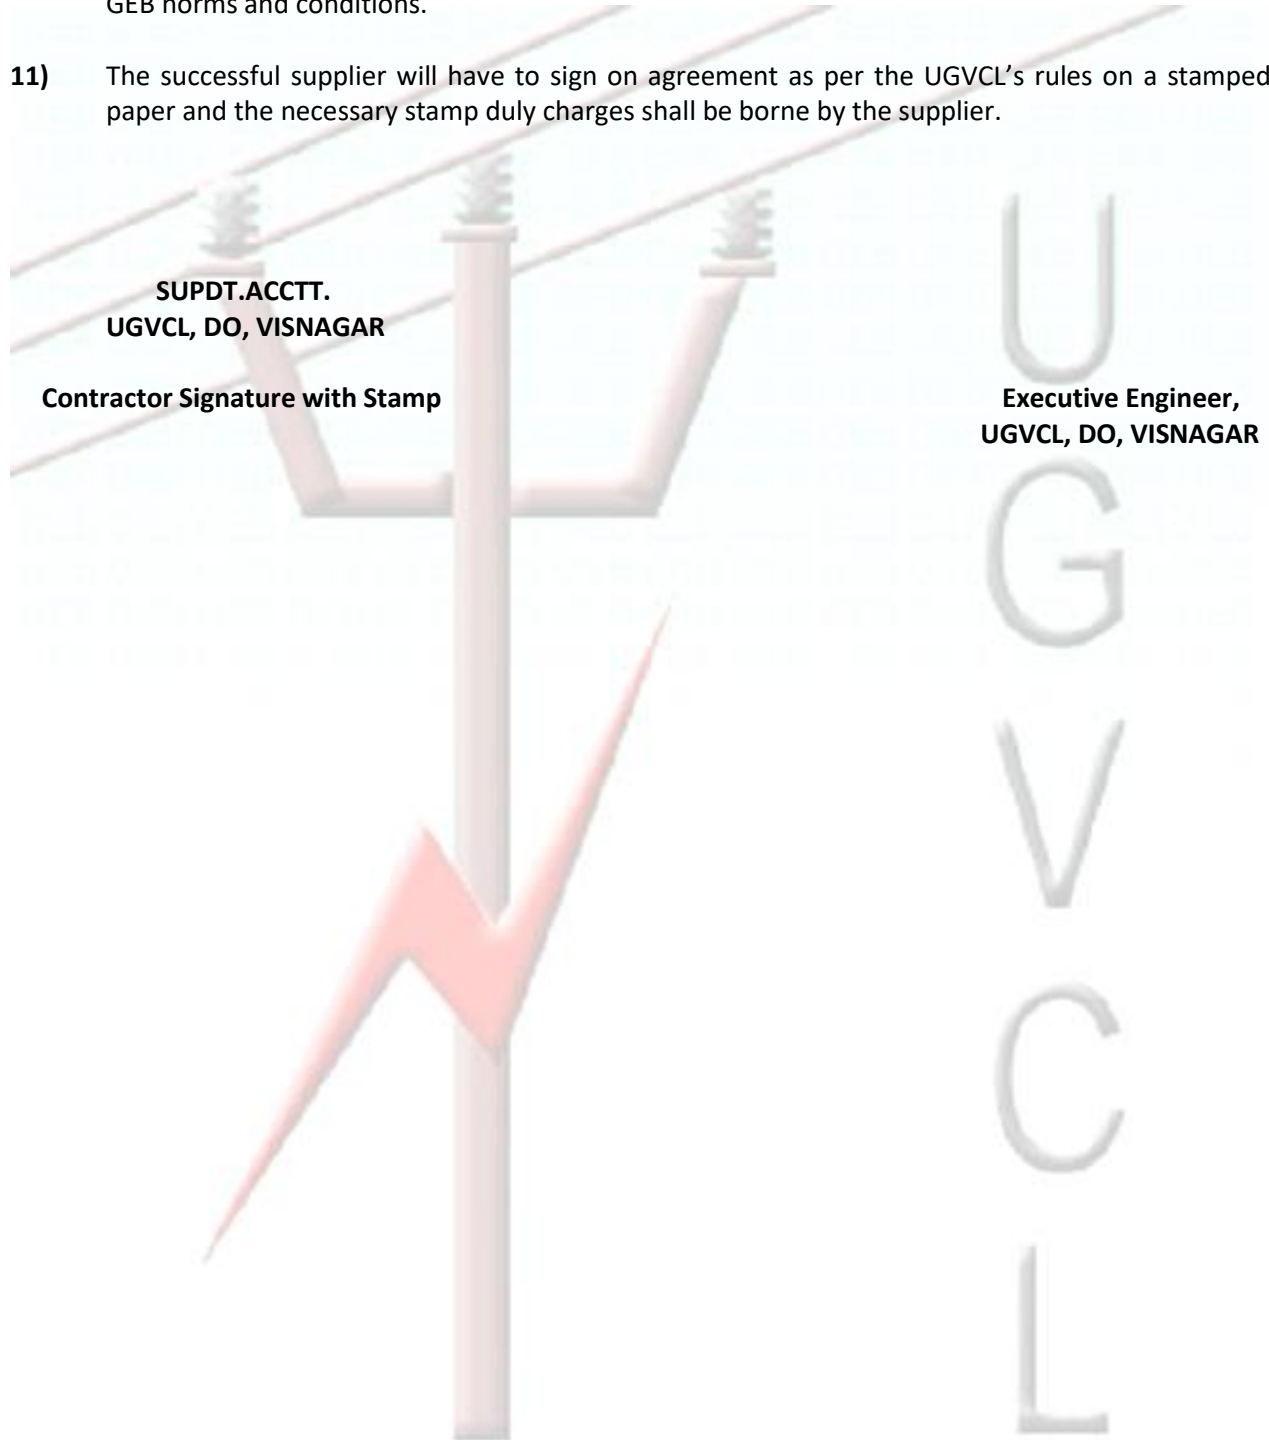 GEB norms and conditions.
11) The successful supplier will have to sign on agreement as per the UGVCL’s rules on a stamped
paper and the necessary stamp duly charges shall be borne by the supplier.
SUPDT.ACCTT.
UGVCL, DO, VISNAGAR
Contractor Signature with Stamp
Executive Engineer,
UGVCL, DO, VISNAGAR
U
G
V
C
L